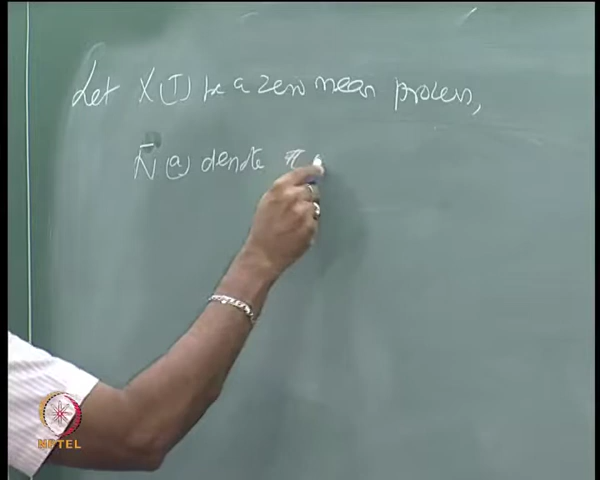 Let X(T) be a zero mean process,
N̄(a) denote
NPTEL